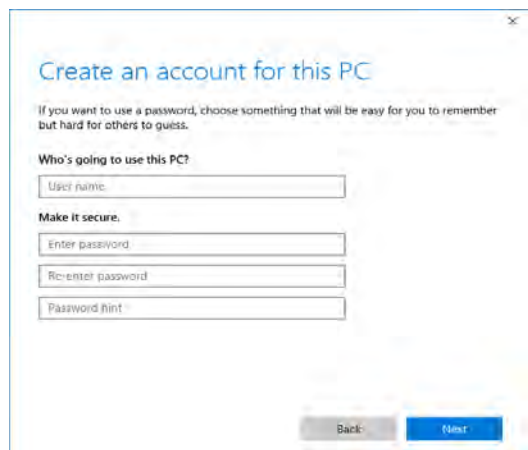 Create an account for this PC
If you want to use a password, choose something that will be easy for you to remember
but hard for others to guess.
Who's going to use this PC?
User name
Make it secure.
Enter password
Re-enter password
Password hint
Back
Next